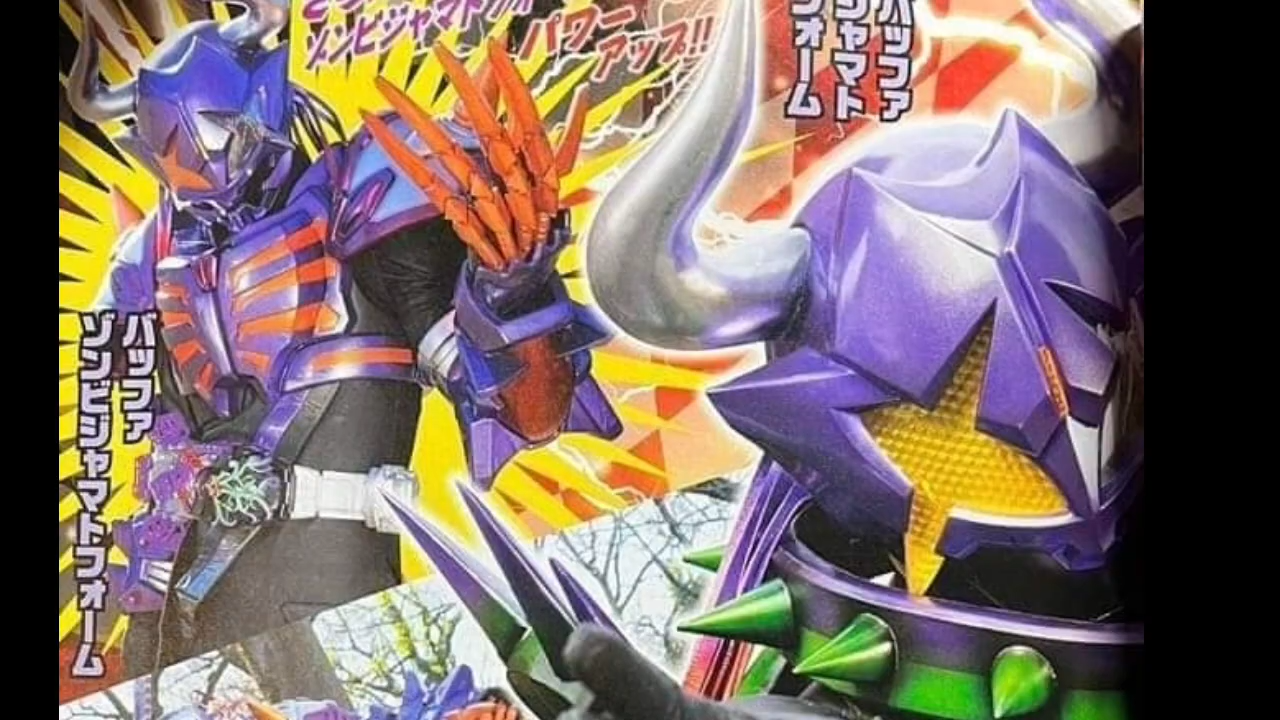 ゾンビジャマトフォ
パワー
アップ!!
バッファ
ジャマト
フォーム
バッファ
ゾンビジャマトフォーム